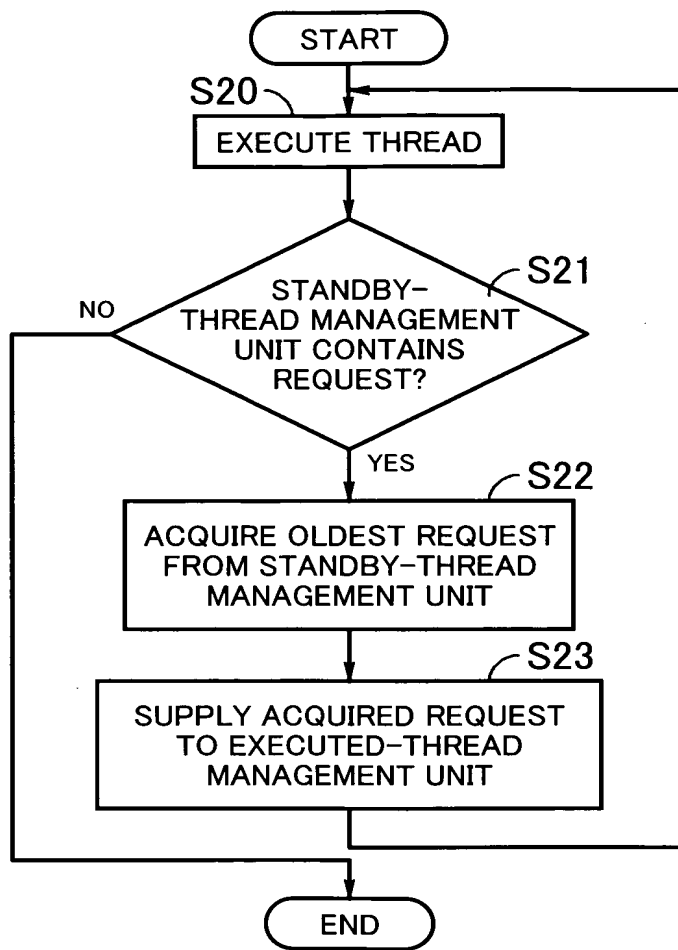 START
S20
EXECUTE THREAD
S21
STANDBY-
THREAD MANAGEMENT
UNIT CONTAINS
REQUEST?
NO
YES
S22
ACQUIRE OLDEST REQUEST
FROM STANDBY-THREAD
MANAGEMENT UNIT
S23
SUPPLY ACQUIRED REQUEST
TO EXECUTED-THREAD
MANAGEMENT UNIT
END